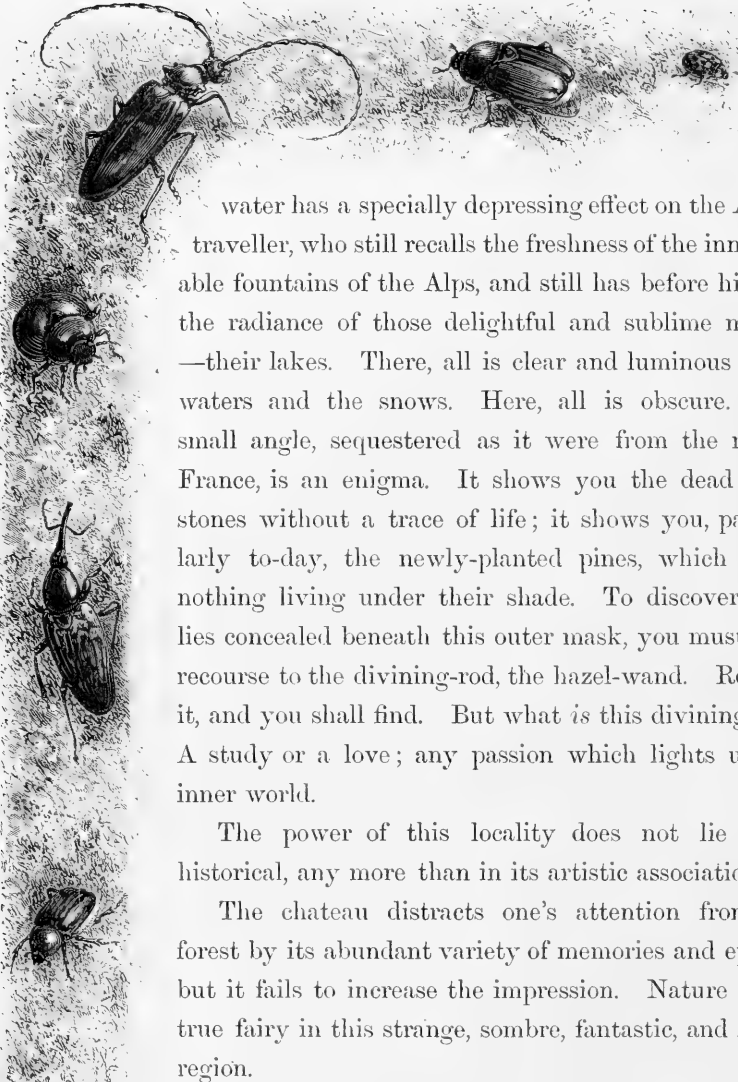 water has a specially depressing effect on the
traveller, who still recalls the freshness of the inn
able fountains of the Alps, and still has before hi
the radiance of those delightful and sublime
—their lakes. There, all is clear and luminous
waters and the snows. Here, all is obscure.
small angle, sequestered as it were from the
France, is an enigma. It shows you the dead
stones without a trace of life; it shows you, pa
larly to-day, the newly-planted pines, which
nothing living under their shade. To discover
lies concealed beneath this outer mask, you must
recourse to the divining-rod, the hazel-wand. R
it, and you shall find. But what is this divining
A study or a love; any passion which lights u
inner world.
The power of this locality does not lie
historical, any more than in its artistic associatio
The chateau distracts one's attention from
forest by its abundant variety of memories and e
but it fails to increase the impression. Nature
true fairy in this strange, sombre, fantastic, and
region.